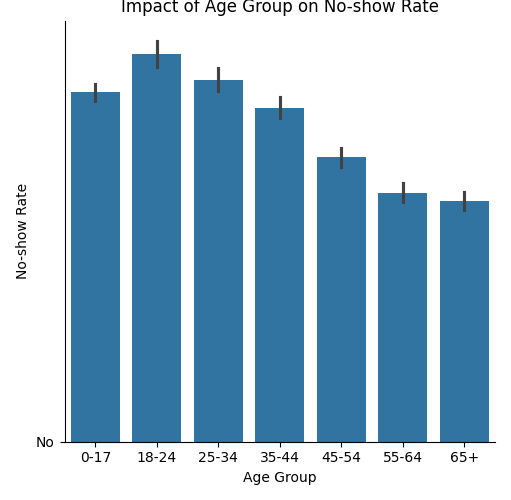 Impact of Age Group on No-show Rate
No-show Rate
No
0-17 18-24 25-34 35-44 45-54 55-64 65+
Age Group